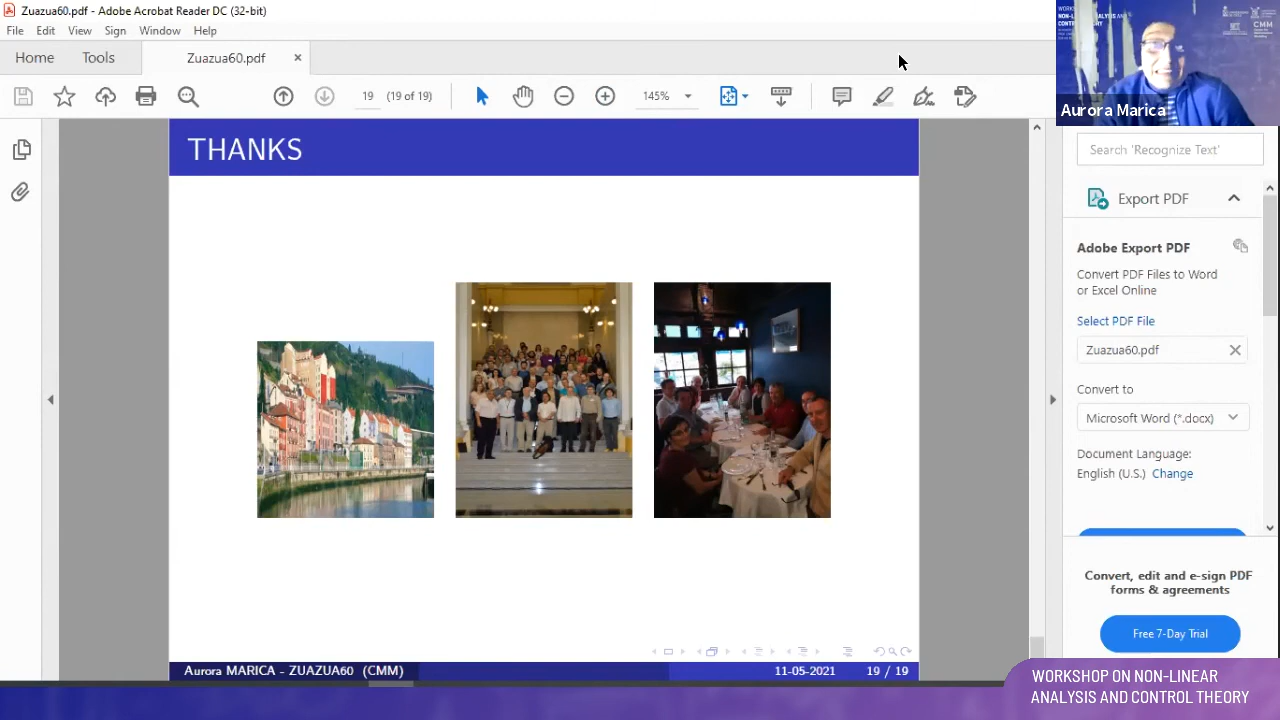 Zuazua60.pdf - Adobe Acrobat Reader DC (32-bit)
File Edit View Sign Window Help
Home Tools Zuazua60.pdf
19 (19 of 19) 145%
Aurora Marica
THANKS
Search 'Recognize Text'
Export PDF
Adobe Export PDF
Convert PDF Files to Word
or Excel Online
Select PDF File
Zuazua60.pdf
Convert to
Microsoft Word (*.docx)
Document Language:
English (U.S.) Change
Convert, edit and e-sign PDF
forms & agreements
Free 7-Day Trial
Aurora MARICA - ZUAZUA60 (CMM) 11-05-2021 19 / 19
WORKSHOP ON NON-LINEAR
ANALYSIS AND CONTROL THEORY